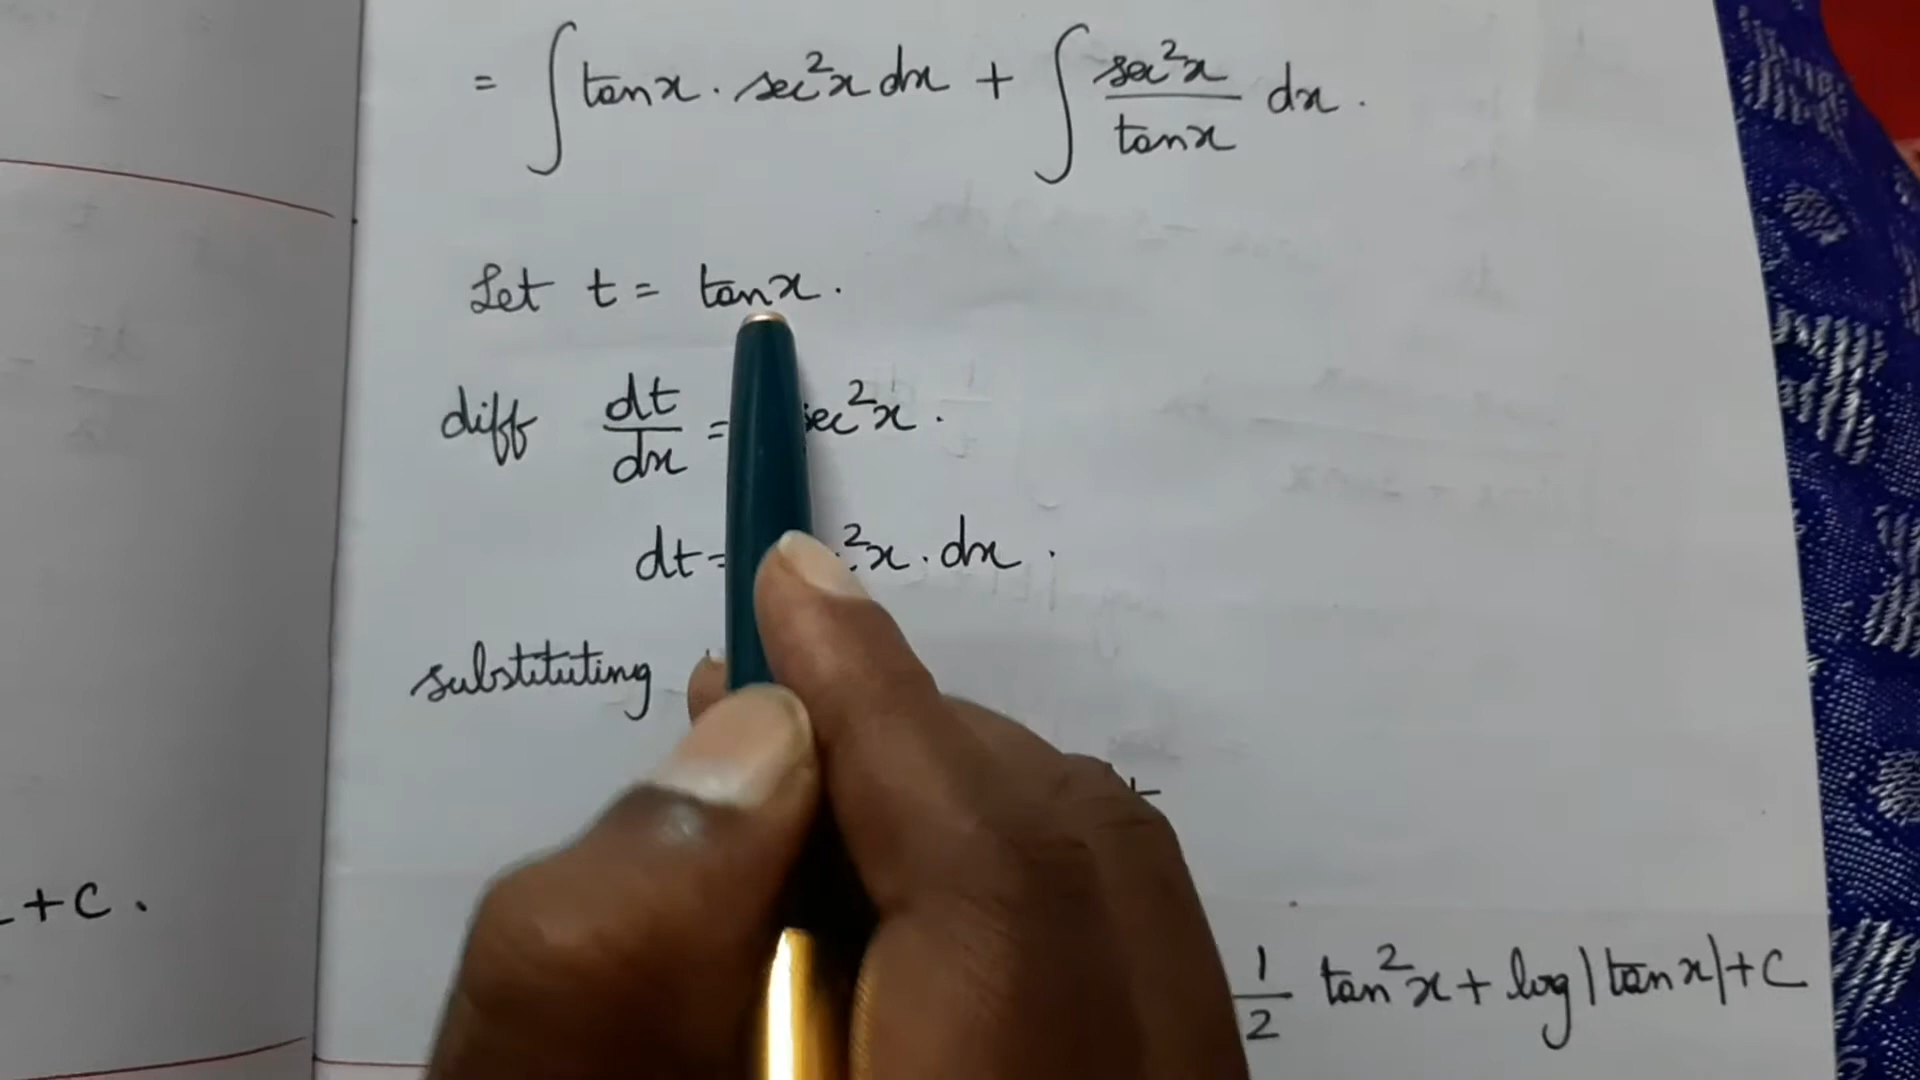 = ∫ tanx . sec²x dx + ∫ sec²x / tanx dx .
Let t = tanx .
diff dt/dx = sec²x .
dt = ²x . dx .
substituting
+ C .
1/2 tan²x + log|tanx| + C